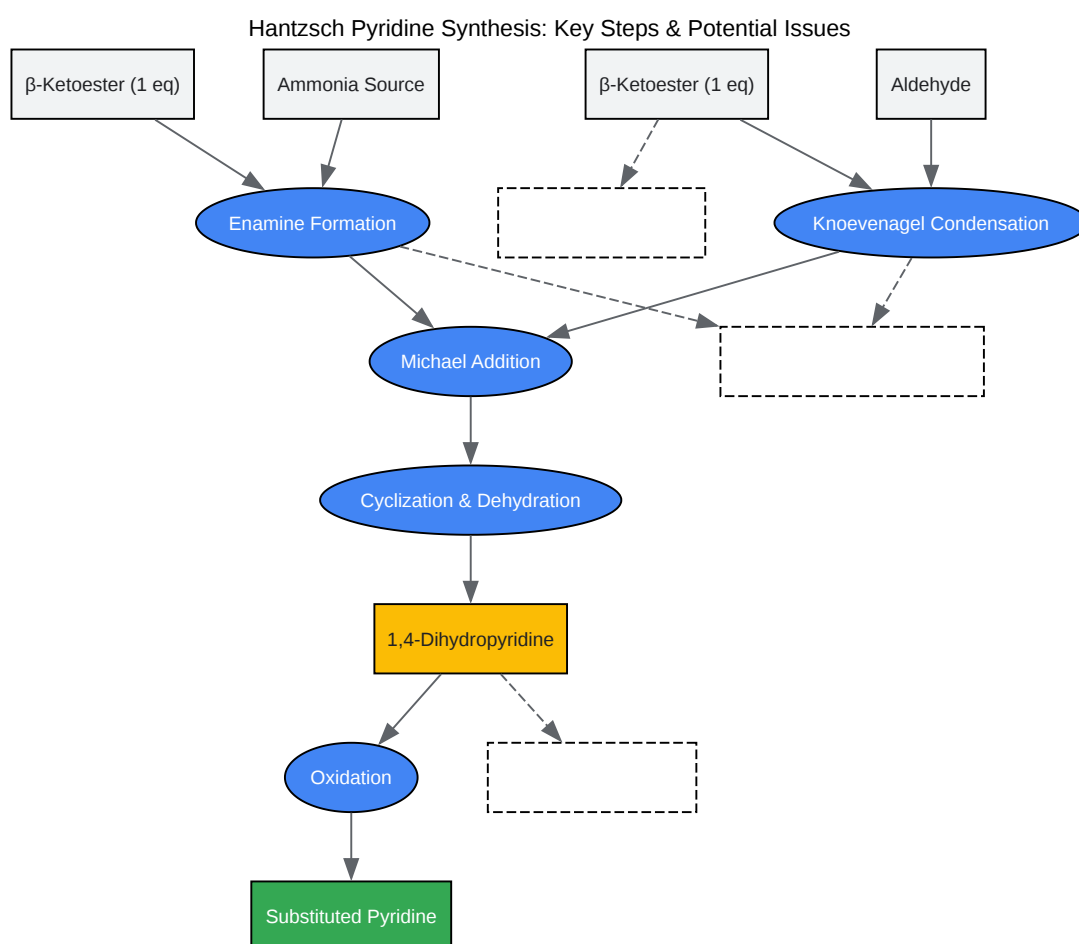 Hantzsch Pyridine Synthesis: Key Steps & Potential Issues
β-Ketoester (1 eq)
Ammonia Source
β-Ketoester (1 eq)
Aldehyde
Enamine Formation
Knoevenagel Condensation
Michael Addition
Cyclization & Dehydration
1,4-Dihydropyridine
Oxidation
Substituted Pyridine